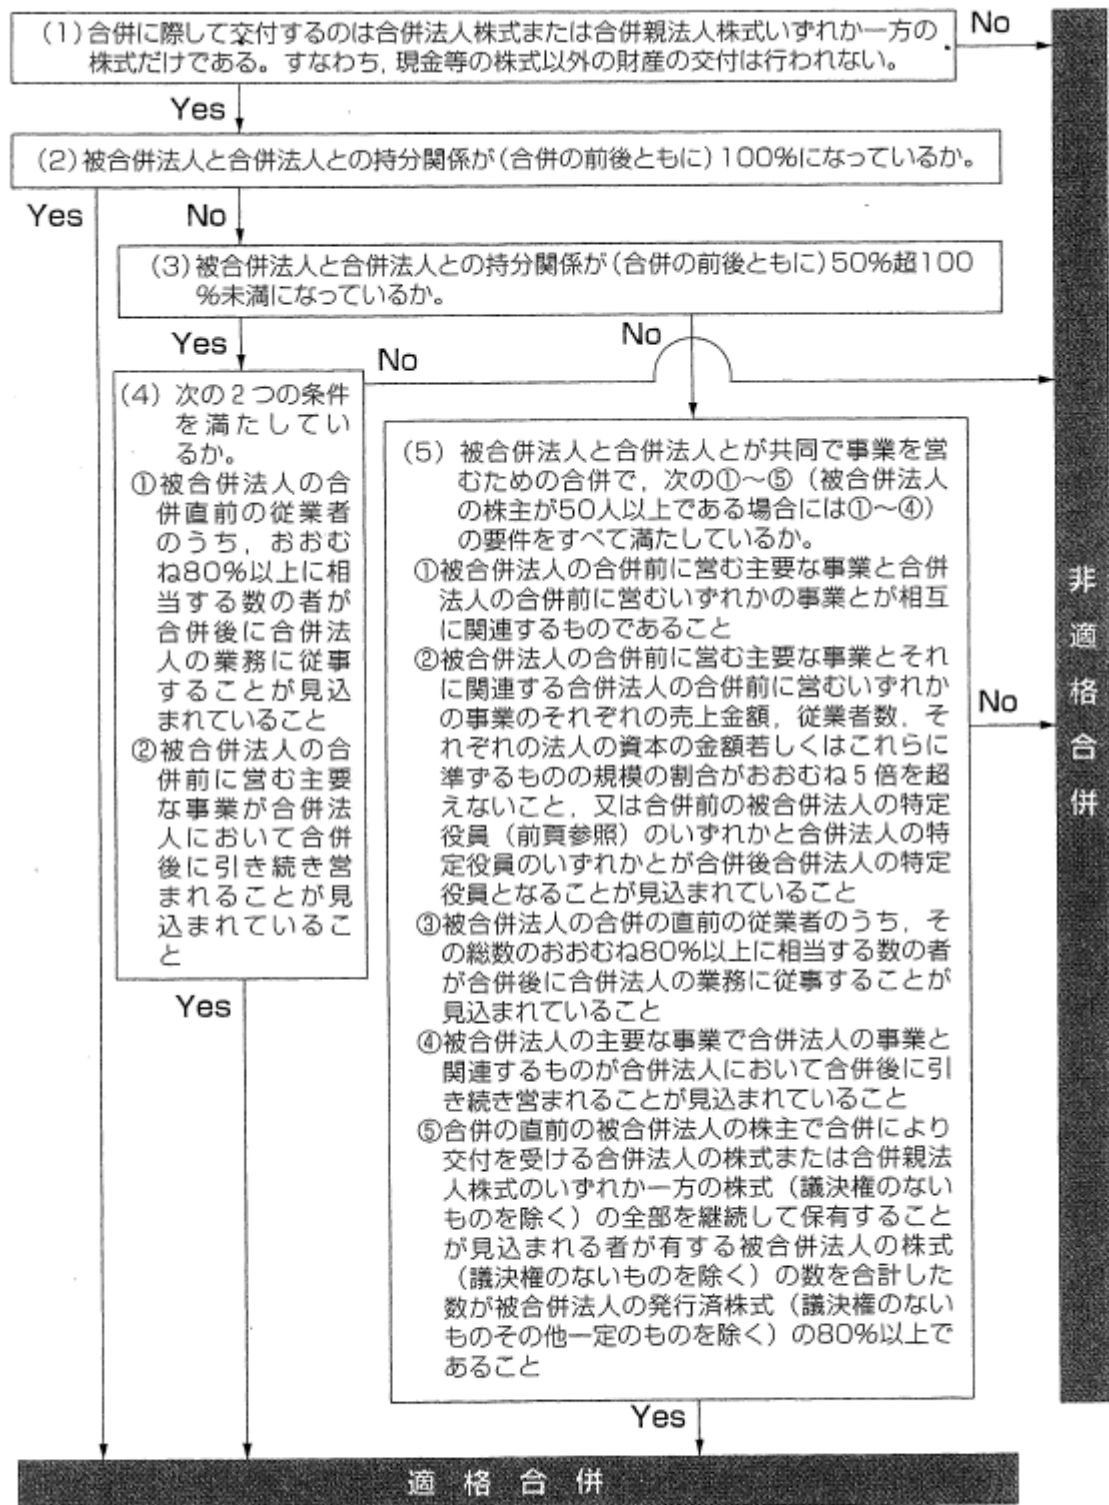 (1)合併に際して交付するのは合併法人株式または合併親法人株式いずれか一方の
株式だけである。すなわち，現金等の株式以外の財産の交付は行われない。
No
Yes
(2)被合併法人と合併法人との持分関係が(合併の前後ともに)100%になっているか。
Yes
No
(3)被合併法人と合併法人との持分関係が(合併の前後ともに)50%超100
%未満になっているか。
Yes
No
No
(4) 次の2つの条件
を満たしてい
るか。
①被合併法人の合
併直前の従業者
のうち，おおむ
ね80%以上に相
当する数の者が
合併後に合併法
人の業務に従事
することが見込
まれていること
②被合併法人の合
併前に営む主要
な事業が合併法
人において合併
後に引き続き営
まれることが見
込まれているこ
と
Yes
(5) 被合併法人と合併法人とが共同で事業を営
むための合併で，次の①～⑤（被合併法人
の株主が50人以上である場合には①～④）
の要件をすべて満たしているか。
①被合併法人の合併前に営む主要な事業と合併
法人の合併前に営むいずれかの事業とが相互
に関連するものであること
②被合併法人の合併前に営む主要な事業とそれ
に関連する合併法人の合併前に営むいずれか
の事業のそれぞれの売上金額，従業者数，そ
れぞれの法人の資本の金額若しくはこれらに
準ずるものの規模の割合がおおむね5倍を超
えないこと，又は合併前の被合併法人の特定
役員（前頁参照）のいずれかと合併法人の特
定役員のいずれかとが合併後合併法人の特定
役員となることが見込まれていること
③被合併法人の合併の直前の従業者のうち，そ
の総数のおおむね80%以上に相当する数の者
が合併後に合併法人の業務に従事することが
見込まれていること
④被合併法人の主要な事業で合併法人の事業と
関連するものが合併法人において合併後に引
き続き営まれることが見込まれていること
⑤合併の直前の被合併法人の株主で合併により
交付を受ける合併法人の株式または合併親法
人株式のいずれか一方の株式（議決権のない
ものを除く）の全部を継続して保有すること
が見込まれる者が有する被合併法人の株式
（議決権のないものを除く）の数を合計した
数が被合併法人の発行済株式（議決権のない
ものその他一定のものを除く）の80%以上で
あること
No
Yes
非適格合併
適格合併